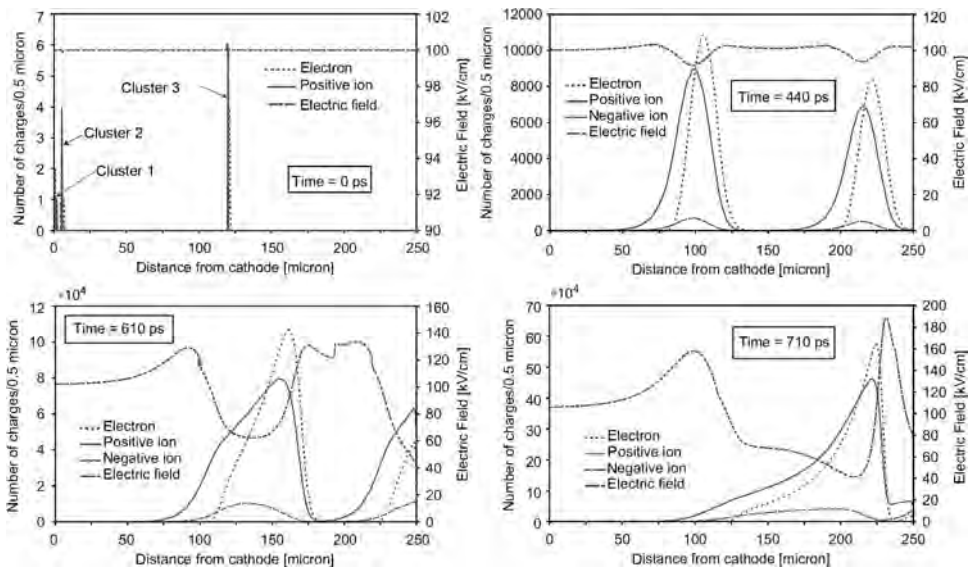 7 6 5 4 3 2 1 0
Number of charges/0.5 micron
Cluster 3
Cluster 2
Cluster 1
Electron
Positive ion
Electric field
Time = 0 ps
102 100 98 96 94 92 90
Electric Field [kV/cm]
0 50 100 150 200 250
Distance from cathode [micron]
12000 10000 8000 6000 4000 2000 0
Number of charges/0.5 micron
Electron
Positive ion
Negative ion
Electric field
Time = 440 ps
120 100 80 60 40 20 0
Electric Field [kV/cm]
0 50 100 150 200 250
Distance from cathode [micron]
×10⁴
12 10 8 6 4 2 0
Number of charges/0.5 micron
Time = 610 ps
Electron
Positive ion
Negative ion
Electric field
160 140 120 100 80 60 40 20 0
Electric Field [kV/cm]
0 50 100 150 200 250
Distance from cathode [micron]
×10⁴
70 60 50 40 30 20 10 0
Number of charges/0.5 micron
Time = 710 ps
Electron
Positive ion
Negative ion
Electric field
200 180 160 140 120 100 80 60 40 20 0
Electric Field [kV/cm]
0 50 100 150 200 250
Distance from cathode [micron]